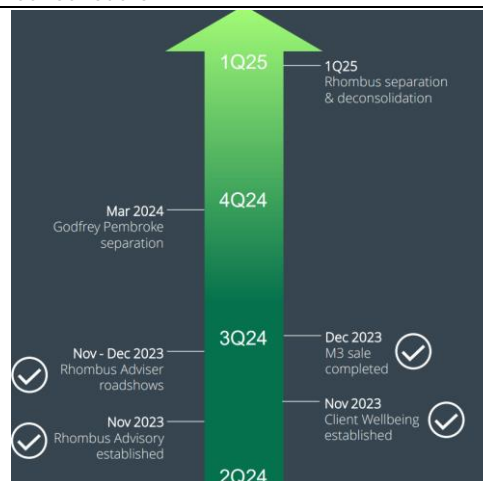 1Q25
1Q25
Rhombus separation
& deconsolidation
4Q24
Mar 2024
Godfrey Pembroke
separation
3Q24
Dec 2023
M3 sale
completed
Nov - Dec 2023
Rhombus Adviser
roadshows
Nov 2023
Client Wellbeing
established
Nov 2023
Rhombus Advisory
established
2Q24